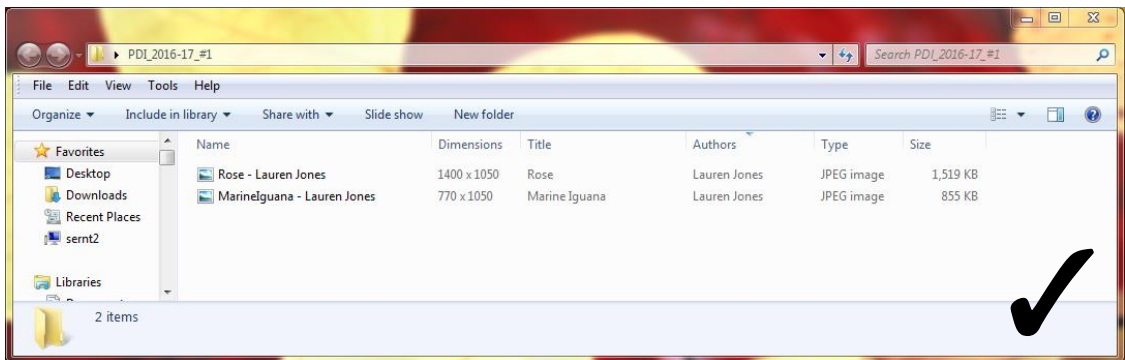 PDI_2016-17_#1
Search PDI_2016-17_#1
File Edit View Tools Help
Organize Include in library Share with Slide show New folder
Name Dimensions Title Authors Type Size
Rose - Lauren Jones 1400 x 1050 Rose Lauren Jones JPEG image 1,519 KB
MarineIguana - Lauren Jones 770 x 1050 Marine Iguana Lauren Jones JPEG image 855 KB
Favorites
Desktop
Downloads
Recent Places
sernt2
Libraries
2 items